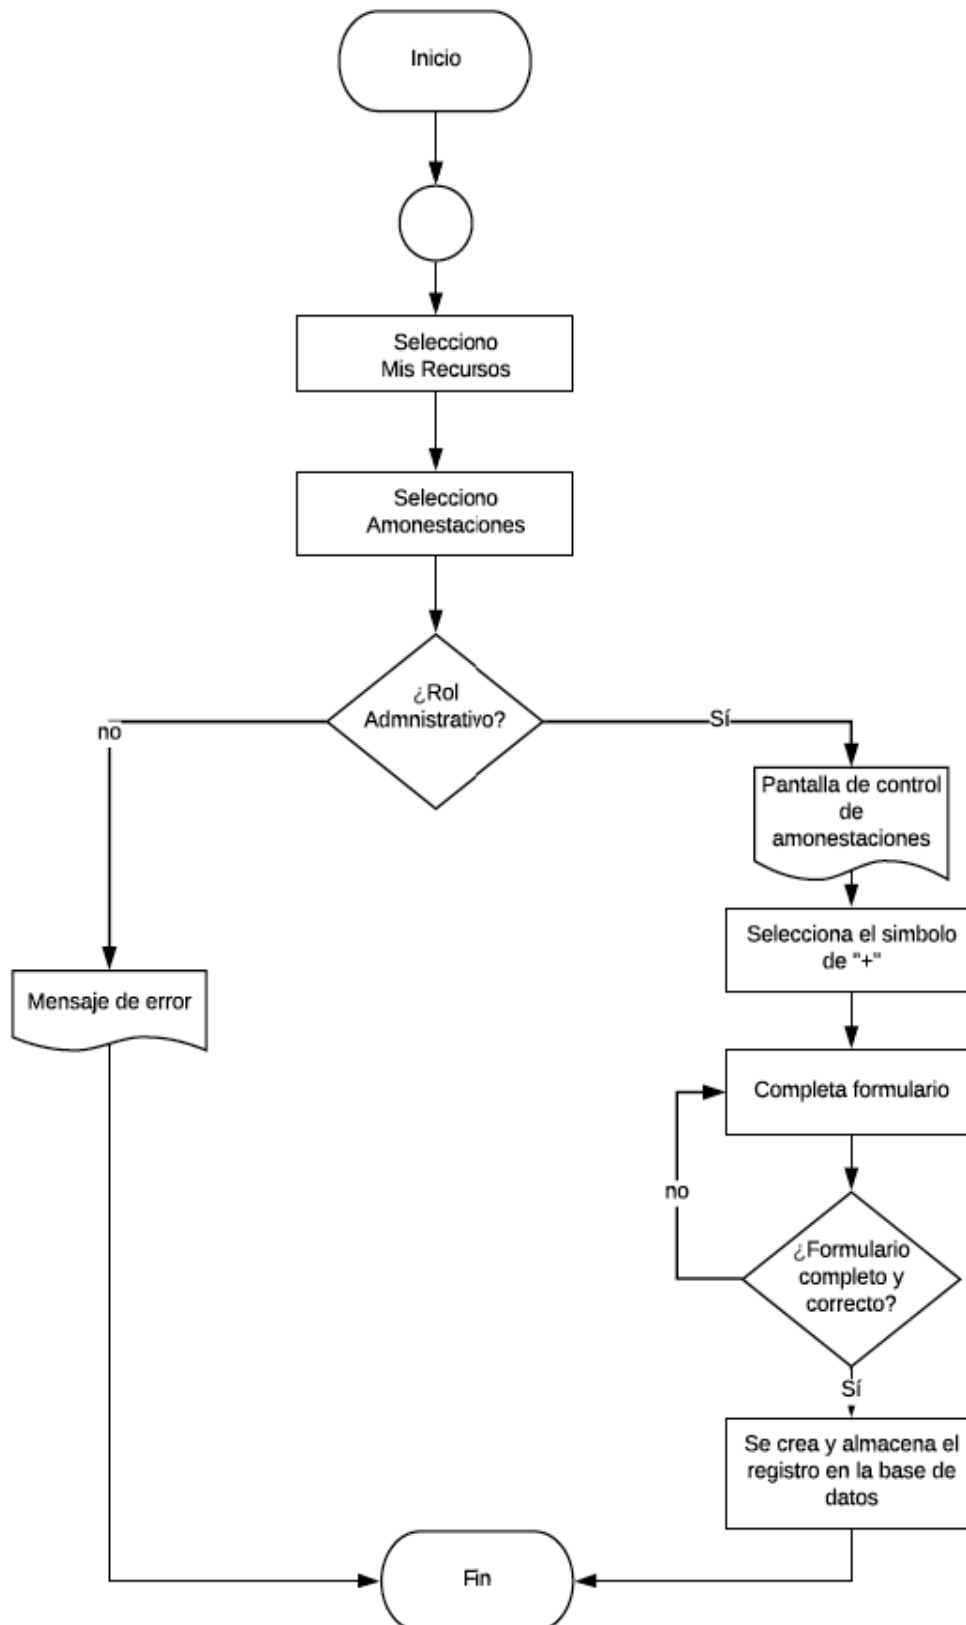 Inicio
Selecciono
Mis Recursos
Selecciono
Amonestaciones
¿Rol
Admnistrativo?
no
Sí
Pantalla de control
de
amonestaciones
Selecciona el simbolo
de "+"
Mensaje de error
Completa formulario
no
¿Formulario
completo y
correcto?
Sí
Se crea y almacena el
registro en la base de
datos
Fin